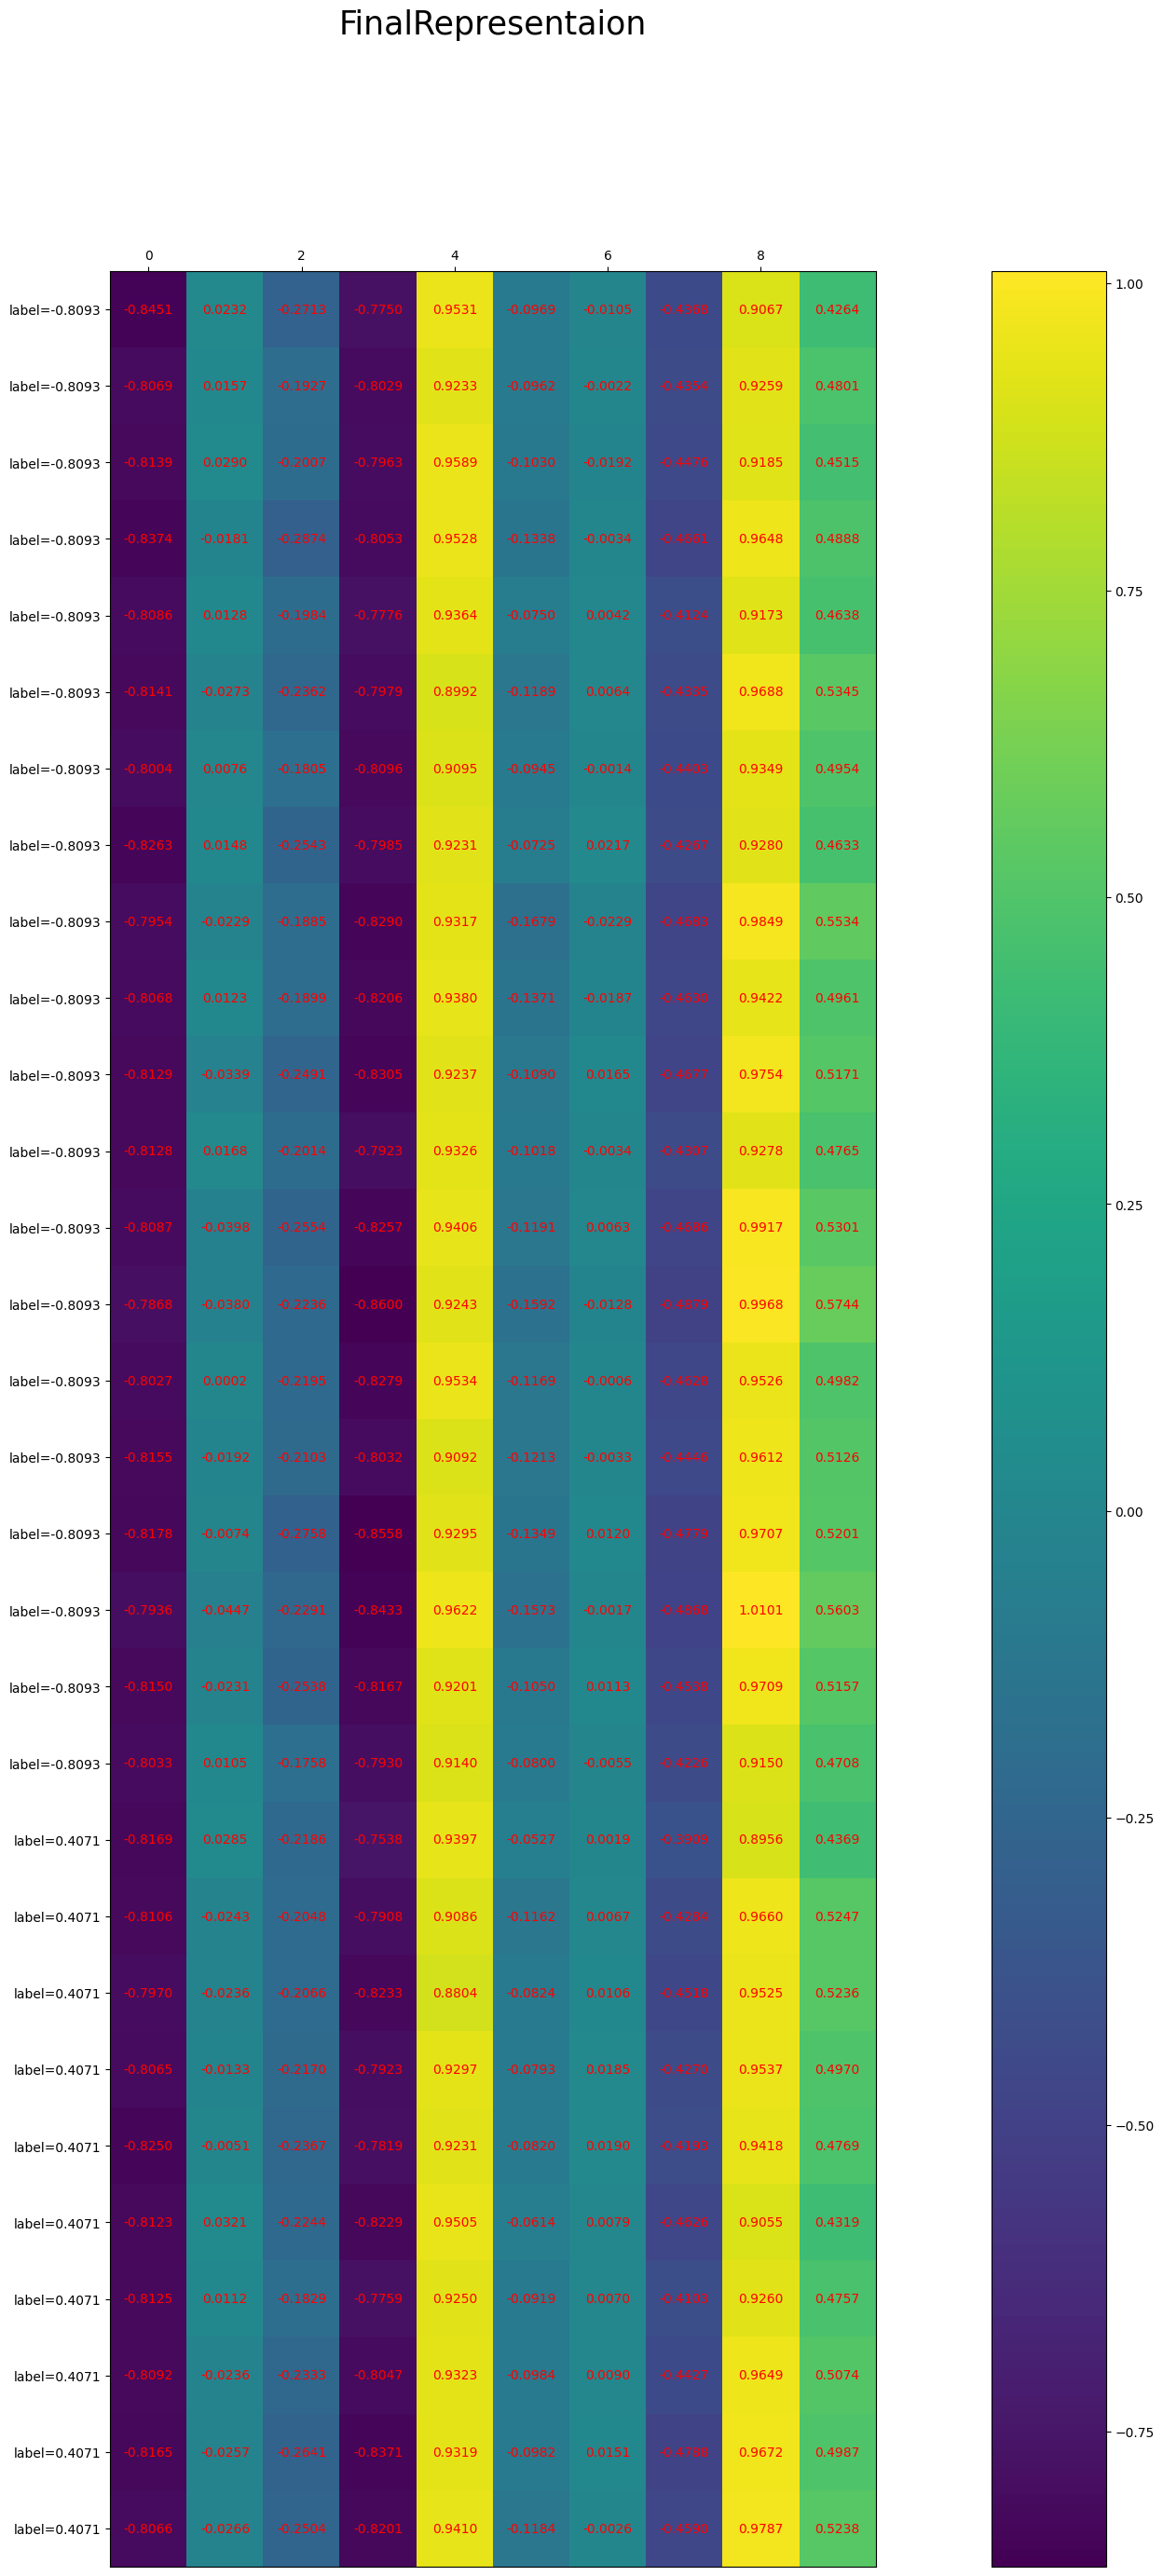 FinalRepresentaion
0 2 4 6 8
label=-0.8093 -0.8451 0.0232 -0.2713 -0.7750 0.9531 -0.0969 -0.0105 0.9067 0.4264
1.00
label=-0.8093 -0.8069 0.0157 -0.1927 -0.8029 0.9233 -0.0962 -0.0022 0.9259 0.4801
label=-0.8093 -0.8139 0.0290 -0.2007 -0.7963 0.9589 -0.1030 -0.0192 0.9185 0.4515
label=-0.8093 -0.8374 -0.0181 -0.2874 -0.8053 0.9528 -0.1338 -0.0034 0.9648 0.4888
0.75
label=-0.8093 -0.8086 0.0128 -0.1984 -0.7776 0.9364 -0.0750 0.0042 0.9173 0.4638
label=-0.8093 -0.8141 -0.0273 -0.2362 -0.7979 0.8992 -0.1189 0.0064 0.9688 0.5345
label=-0.8093 -0.8004 0.0076 -0.1805 -0.8096 0.9095 -0.0945 -0.0014 0.9349 0.4954
label=-0.8093 -0.8263 0.0148 -0.2543 -0.7985 0.9231 -0.0725 0.0217 0.9280 0.4633
0.50
label=-0.8093 -0.7954 -0.0229 -0.1885 -0.8290 0.9317 -0.1679 -0.0229 0.9849 0.5534
label=-0.8093 -0.8068 0.0123 -0.1899 -0.8206 0.9380 -0.1371 -0.0187 0.9422 0.4961
label=-0.8093 -0.8129 -0.0339 -0.2491 -0.8305 0.9237 -0.1090 0.0165 0.9754 0.5171
label=-0.8093 -0.8128 0.0168 -0.2014 -0.7923 0.9326 -0.1018 -0.0034 0.9278 0.4765
0.25
label=-0.8093 -0.8087 -0.0398 -0.2554 -0.8257 0.9406 -0.1191 0.0063 0.9917 0.5301
label=-0.8093 -0.7868 -0.0380 -0.2236 -0.8600 0.9243 -0.1592 -0.0128 0.9968 0.5744
label=-0.8093 -0.8027 0.0002 -0.2195 -0.8279 0.9534 -0.1169 -0.0006 0.9526 0.4982
label=-0.8093 -0.8155 -0.0192 -0.2103 -0.8032 0.9092 -0.1213 -0.0033 0.9612 0.5126
0.00
label=-0.8093 -0.8178 -0.0074 -0.2758 -0.8558 0.9295 -0.1349 0.0120 0.9707 0.5201
label=-0.8093 -0.7936 -0.0447 -0.2291 -0.8433 0.9622 -0.1573 -0.0017 1.0101 0.5603
label=-0.8093 -0.8150 -0.0231 -0.2538 -0.8167 0.9201 -0.1050 0.0113 0.9709 0.5157
label=-0.8093 -0.8033 0.0105 -0.1758 -0.7930 0.9140 -0.0800 -0.0055 0.9150 0.4708
−0.25
label=0.4071 -0.8169 0.0285 -0.2186 -0.7538 0.9397 -0.0527 0.0019 0.8956 0.4369
label=0.4071 -0.8106 -0.0243 -0.2048 -0.7908 0.9086 -0.1162 0.0067 0.9660 0.5247
label=0.4071 -0.7970 -0.0236 -0.2066 -0.8233 0.8804 -0.0824 0.0106 0.9525 0.5236
label=0.4071 -0.8065 -0.0133 -0.2170 -0.7923 0.9297 -0.0793 0.0185 0.9537 0.4970
−0.50
label=0.4071 -0.8250 -0.0051 -0.2367 -0.7819 0.9231 -0.0820 0.0190 0.9418 0.4769
label=0.4071 -0.8123 0.0321 -0.2244 -0.8229 0.9505 -0.0614 0.0079 0.9055 0.4319
label=0.4071 -0.8125 0.0112 -0.1829 -0.7759 0.9250 -0.0919 0.0070 0.9260 0.4757
label=0.4071 -0.8092 -0.0236 -0.2333 -0.8047 0.9323 -0.0984 0.0090 0.9649 0.5074
−0.75
label=0.4071 -0.8165 -0.0257 -0.2641 -0.8371 0.9319 -0.0982 0.0151 0.9672 0.4987
label=0.4071 -0.8066 -0.0266 -0.2504 -0.8201 0.9410 -0.1184 -0.0026 0.9787 0.5238